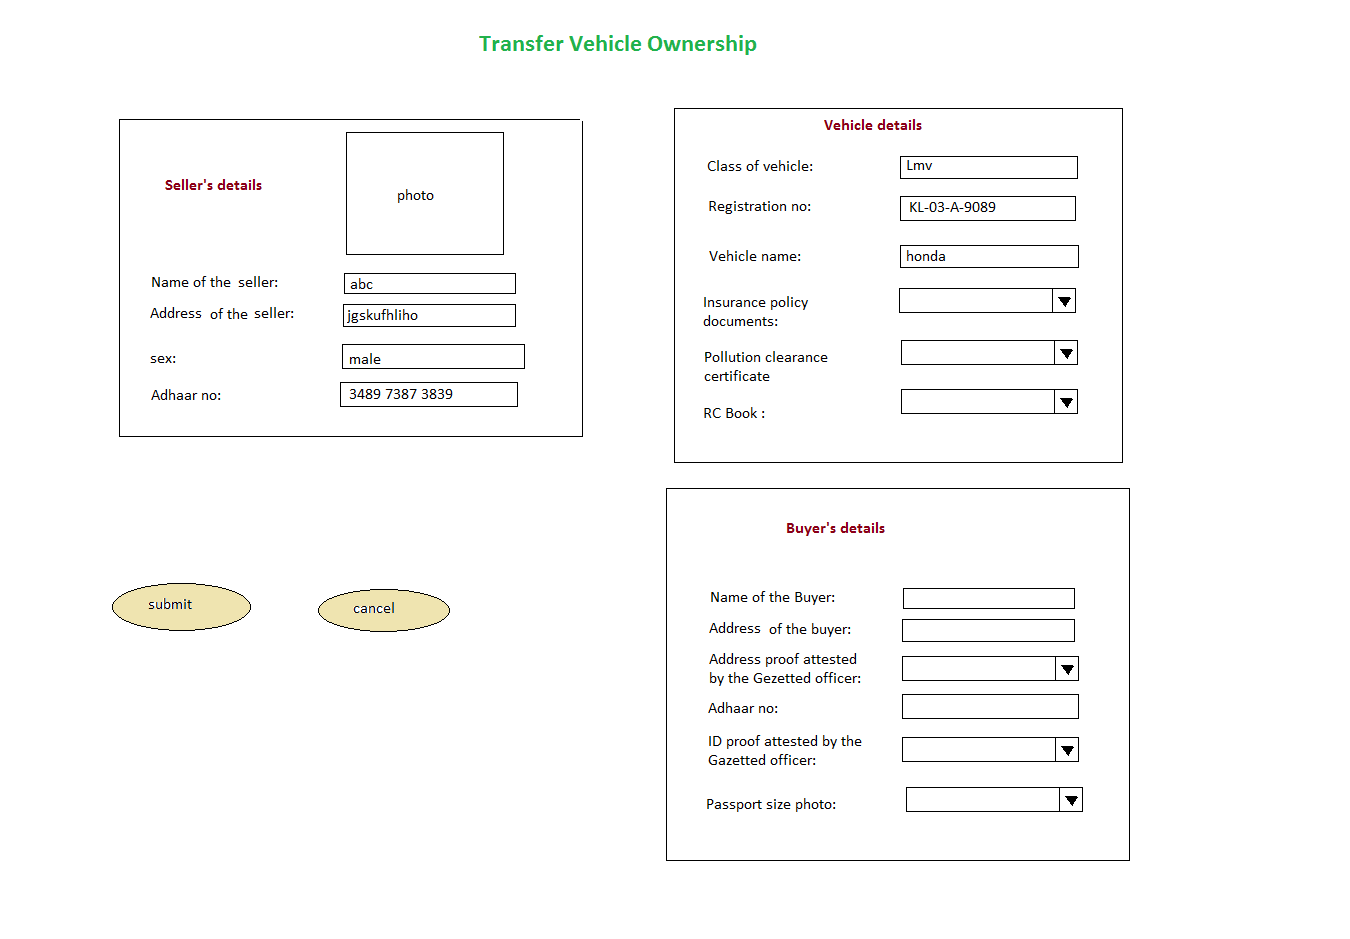 Transfer Vehicle Ownership
Seller's details
photo
Name of the seller: abc
Address of the seller: jgskufhliho
sex: male
Adhaar no: 3489 7387 3839
Vehicle details
Class of vehicle: Lmv
Registration no: KL-03-A-9089
Vehicle name: honda
Insurance policy
documents:
Pollution clearance
certificate
RC Book :
Buyer's details
Name of the Buyer:
Address of the buyer:
Address proof attested
by the Gezetted officer:
Adhaar no:
ID proof attested by the
Gazetted officer:
Passport size photo:
submit
cancel